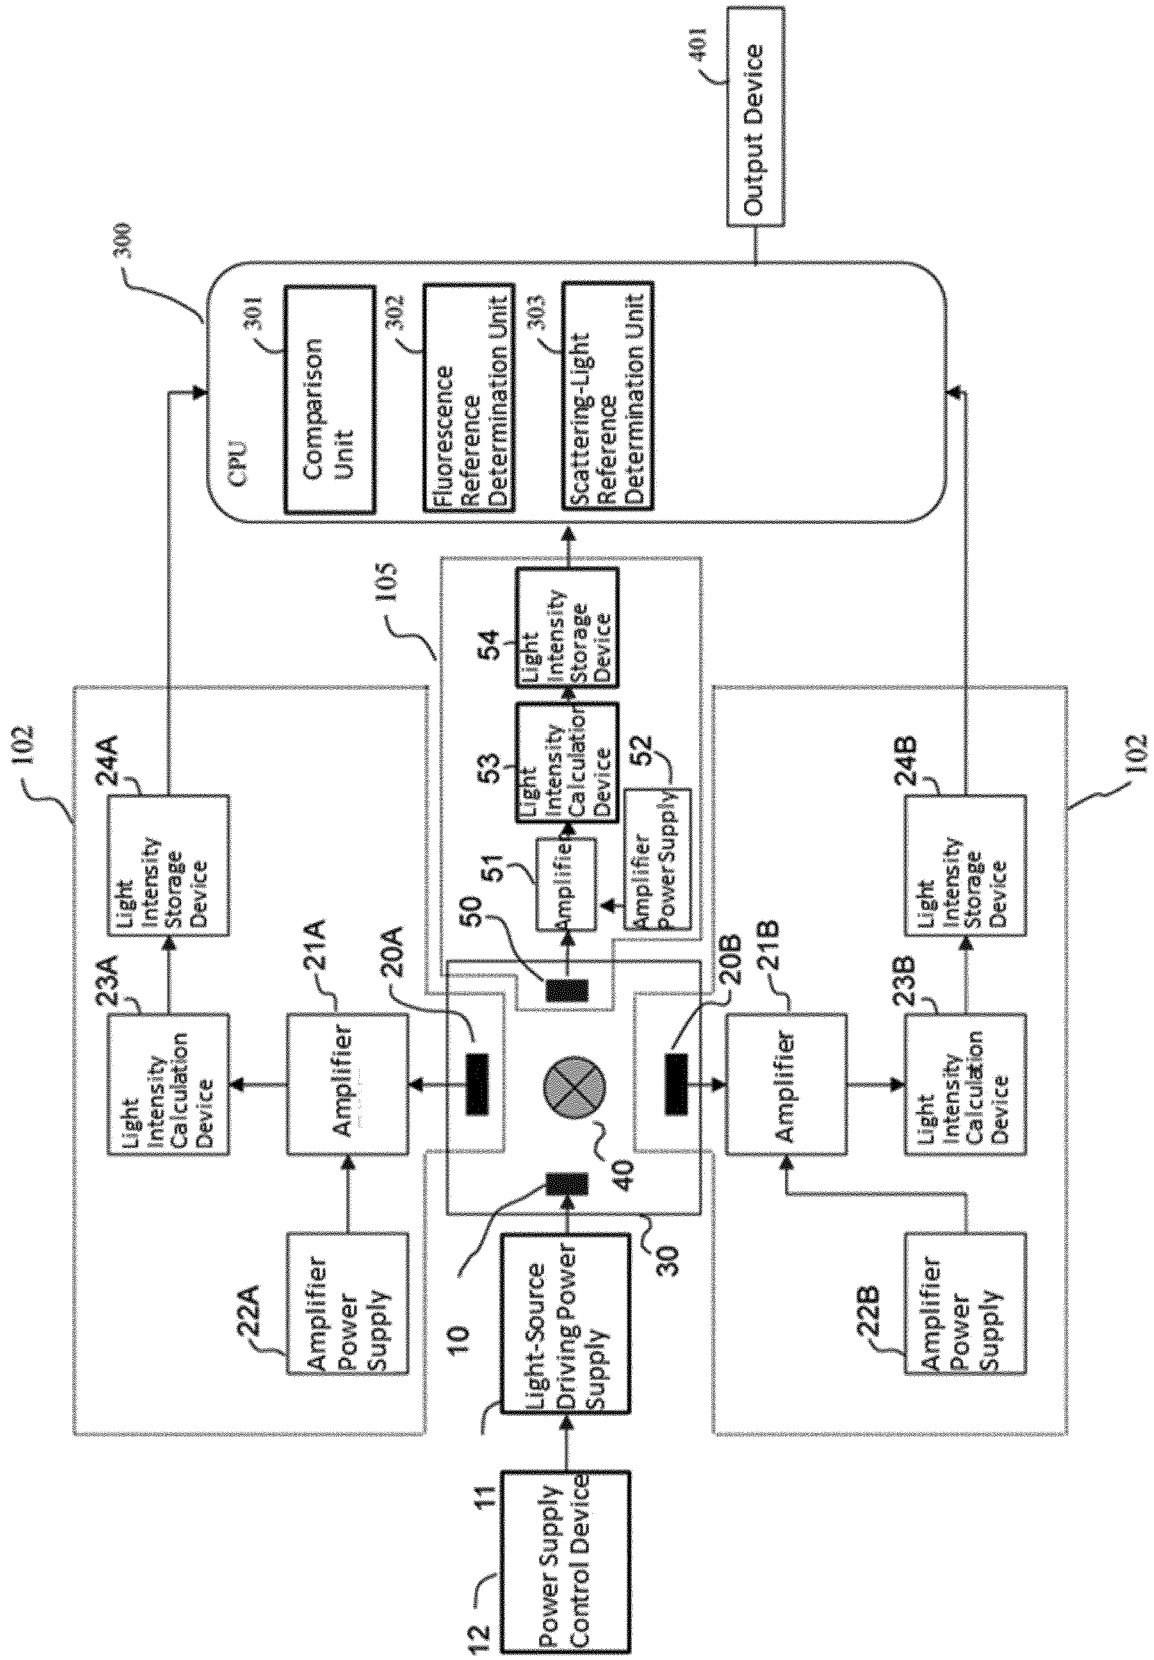 102
24A
Light
Intensity
Storage
Device
23A
Light
Intensity
Calculation
Device
21A
Amplifier
22A
Amplifier
Power
Supply
20A
12
Power Supply
Control Device
11
Light-Source
Driving Power
Supply
10
30
40
50
51
Amplifier
52
Amplifier
Power Supply
53
Light
Intensity
Calculation
Device
54
Light
Intensity
Storage
Device
105
20B
21B
Amplifier
22B
Amplifier
Power
Supply
23B
Light
Intensity
Calculation
Device
24B
Light
Intensity
Storage
Device
102
300
CPU
301
Comparison
Unit
302
Fluorescence
Reference
Determination Unit
303
Scattering-Light
Reference
Determination Unit
401
Output Device